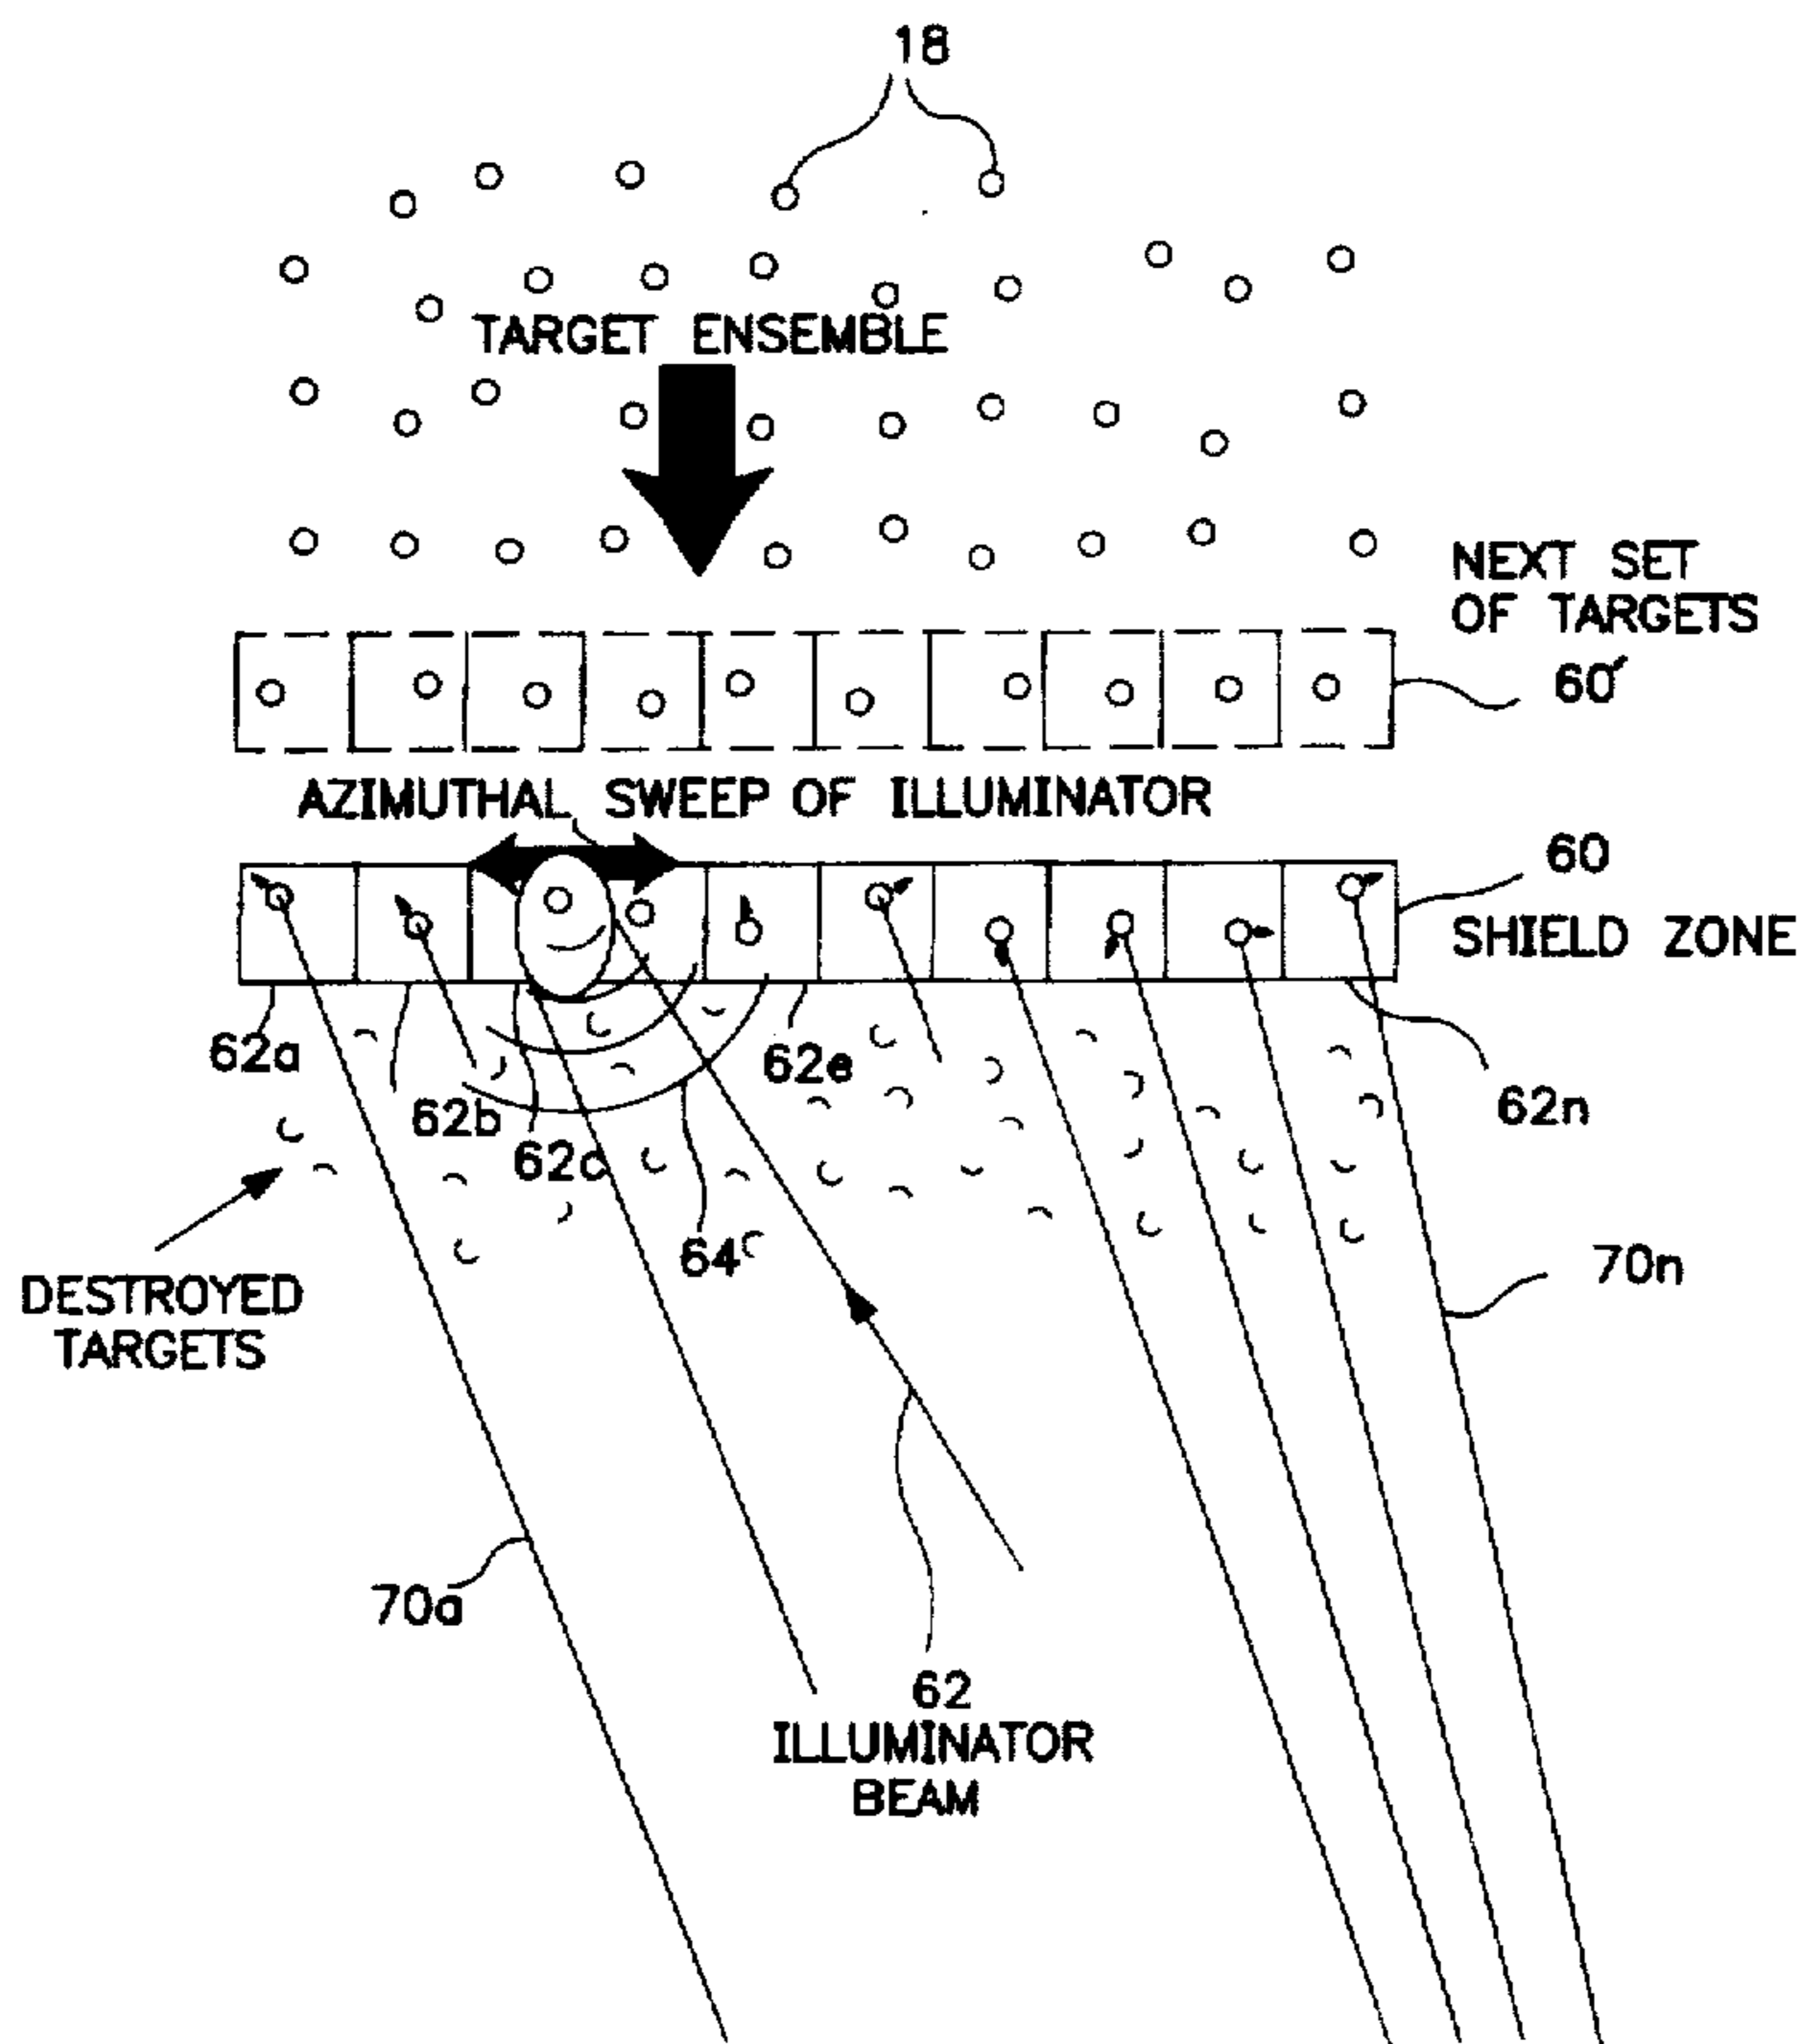 18
TARGET ENSEMBLE
NEXT SET
OF TARGETS
60'
AZIMUTHAL SWEEP OF ILLUMINATOR
60
SHIELD ZONE
62a
62b
62c
62e
62n
64
DESTROYED
TARGETS
70n
70a
62
ILLUMINATOR
BEAM